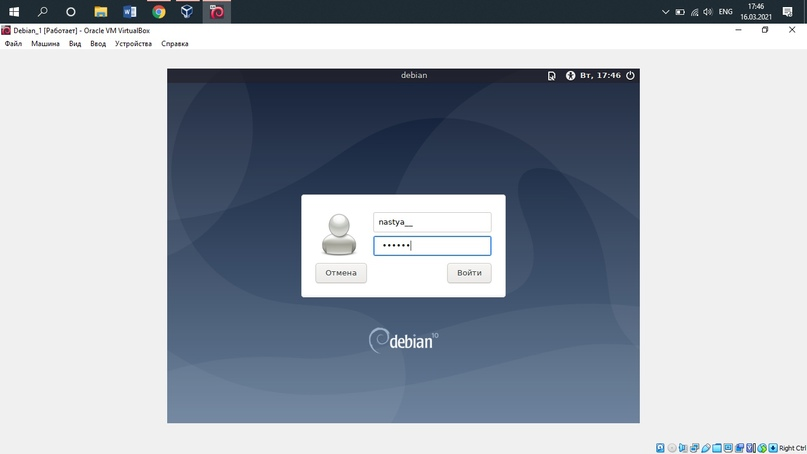 17:46
ENG
16.03.2021
Debian_1 [Работает] - Oracle VM VirtualBox
Файл Машина Вид Ввод Устройства Справка
debian
Вт, 17:46
nastya__
••••••
Отмена
Войти
debian 10
Right Ctrl